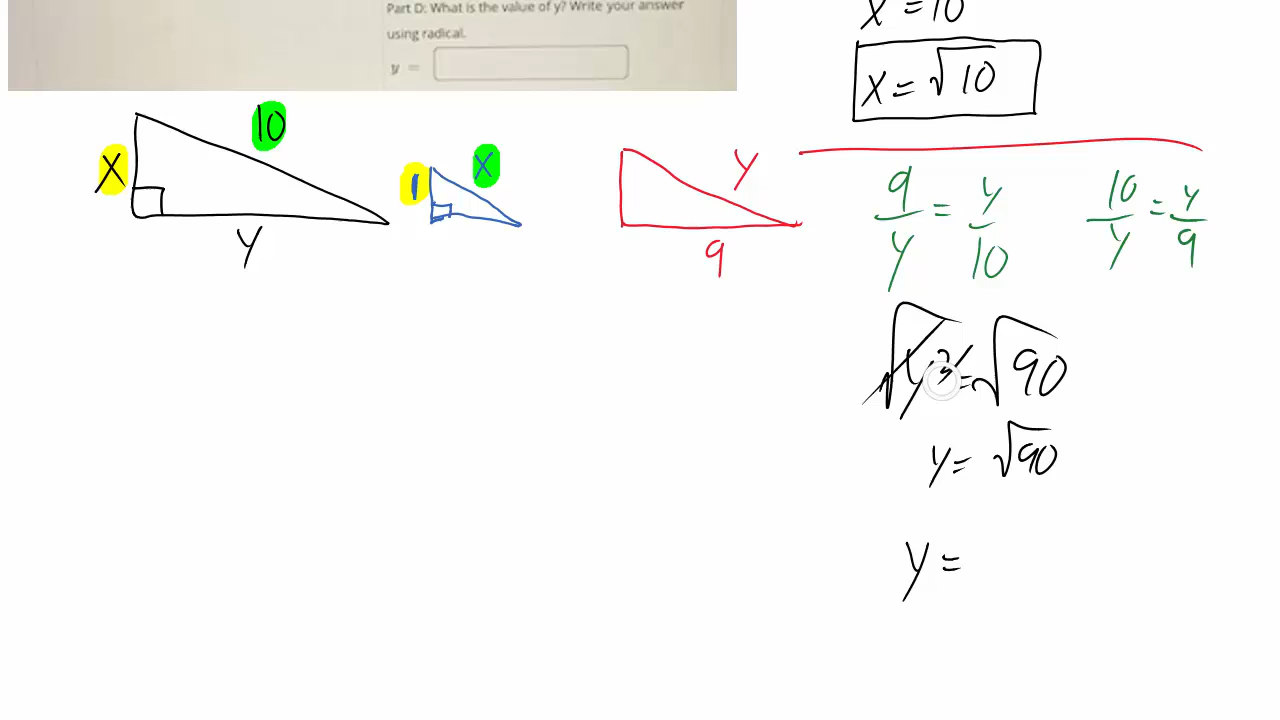 Part D: What is the value of y? Write your answer
using radical.
y =
x = 10
x = √10
10
x
y
1
x
y
9
9/y = y/10
10/y = y/9
√y² = √90
y = √90
y =